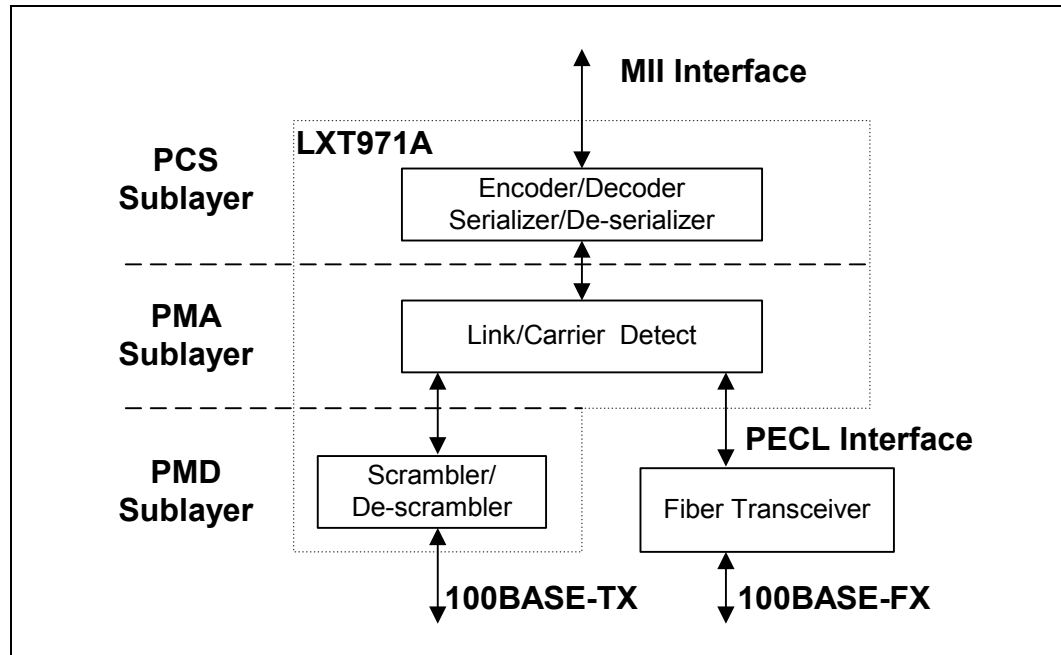 MII Interface
LXT971A
PCS
Sublayer
Encoder/Decoder
Serializer/De-serializer
PMA
Sublayer
Link/Carrier Detect
PECL Interface
PMD
Sublayer
Scrambler/
De-scrambler
Fiber Transceiver
100BASE-TX
100BASE-FX